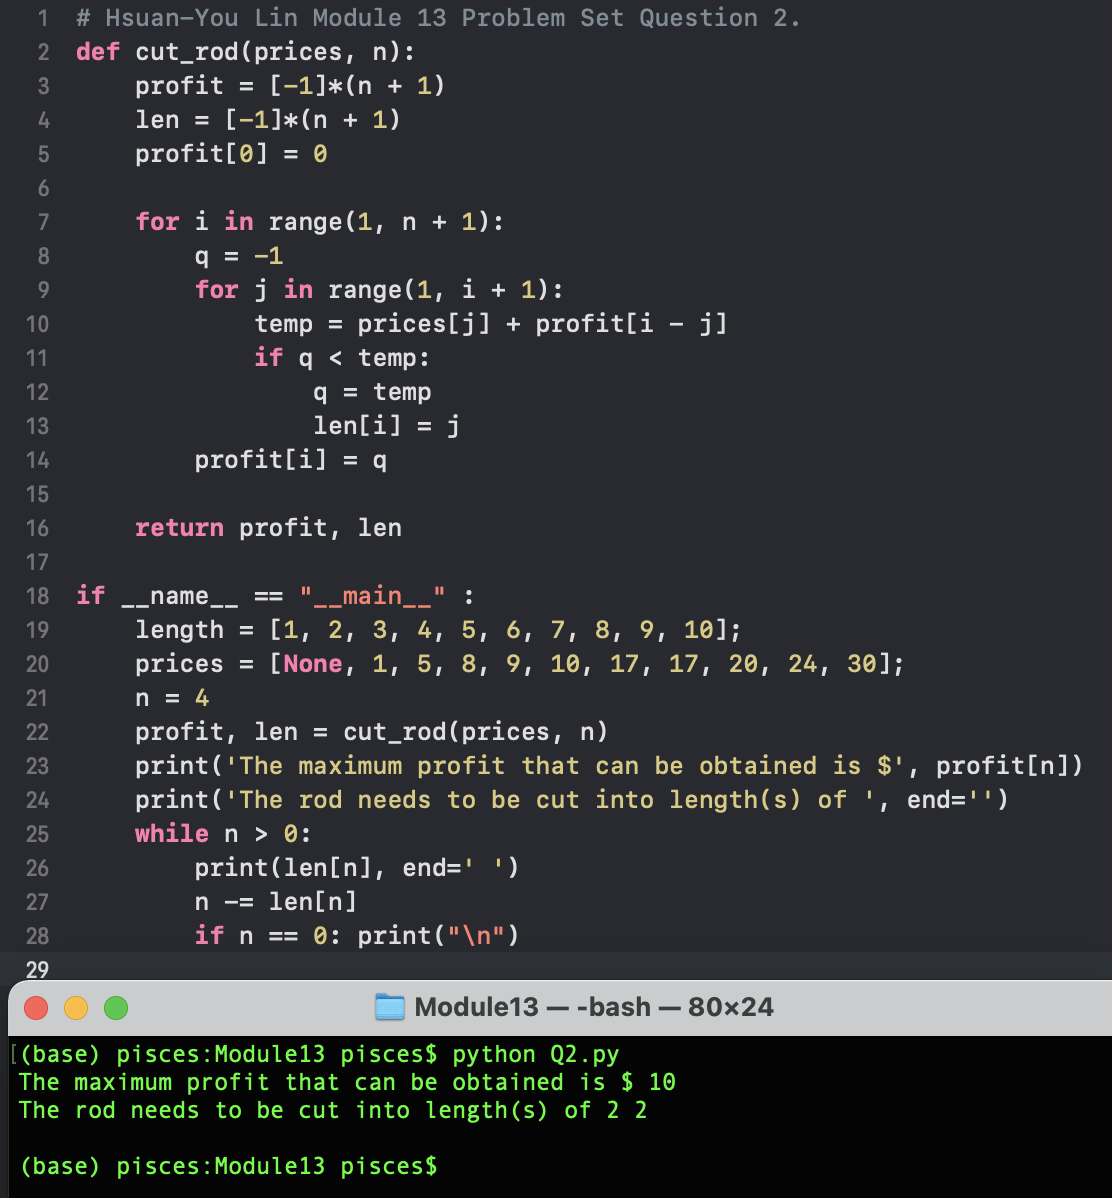 1 # Hsuan-You Lin Module 13 Problem Set Question 2.
2 def cut_rod(prices, n):
3     profit = [-1]*(n + 1)
4     len = [-1]*(n + 1)
5     profit[0] = 0
6
7     for i in range(1, n + 1):
8         q = -1
9         for j in range(1, i + 1):
10             temp = prices[j] + profit[i - j]
11             if q < temp:
12                 q = temp
13                 len[i] = j
14         profit[i] = q
15
16     return profit, len
17
18 if __name__ == "__main__" :
19     length = [1, 2, 3, 4, 5, 6, 7, 8, 9, 10];
20     prices = [None, 1, 5, 8, 9, 10, 17, 17, 20, 24, 30];
21     n = 4
22     profit, len = cut_rod(prices, n)
23     print('The maximum profit that can be obtained is $', profit[n])
24     print('The rod needs to be cut into length(s) of ', end='')
25     while n > 0:
26         print(len[n], end=' ')
27         n -= len[n]
28         if n == 0: print("\n")
29
Module13 — -bash — 80×24
[(base) pisces:Module13 pisces$ python Q2.py
The maximum profit that can be obtained is $ 10
The rod needs to be cut into length(s) of 2 2
(base) pisces:Module13 pisces$